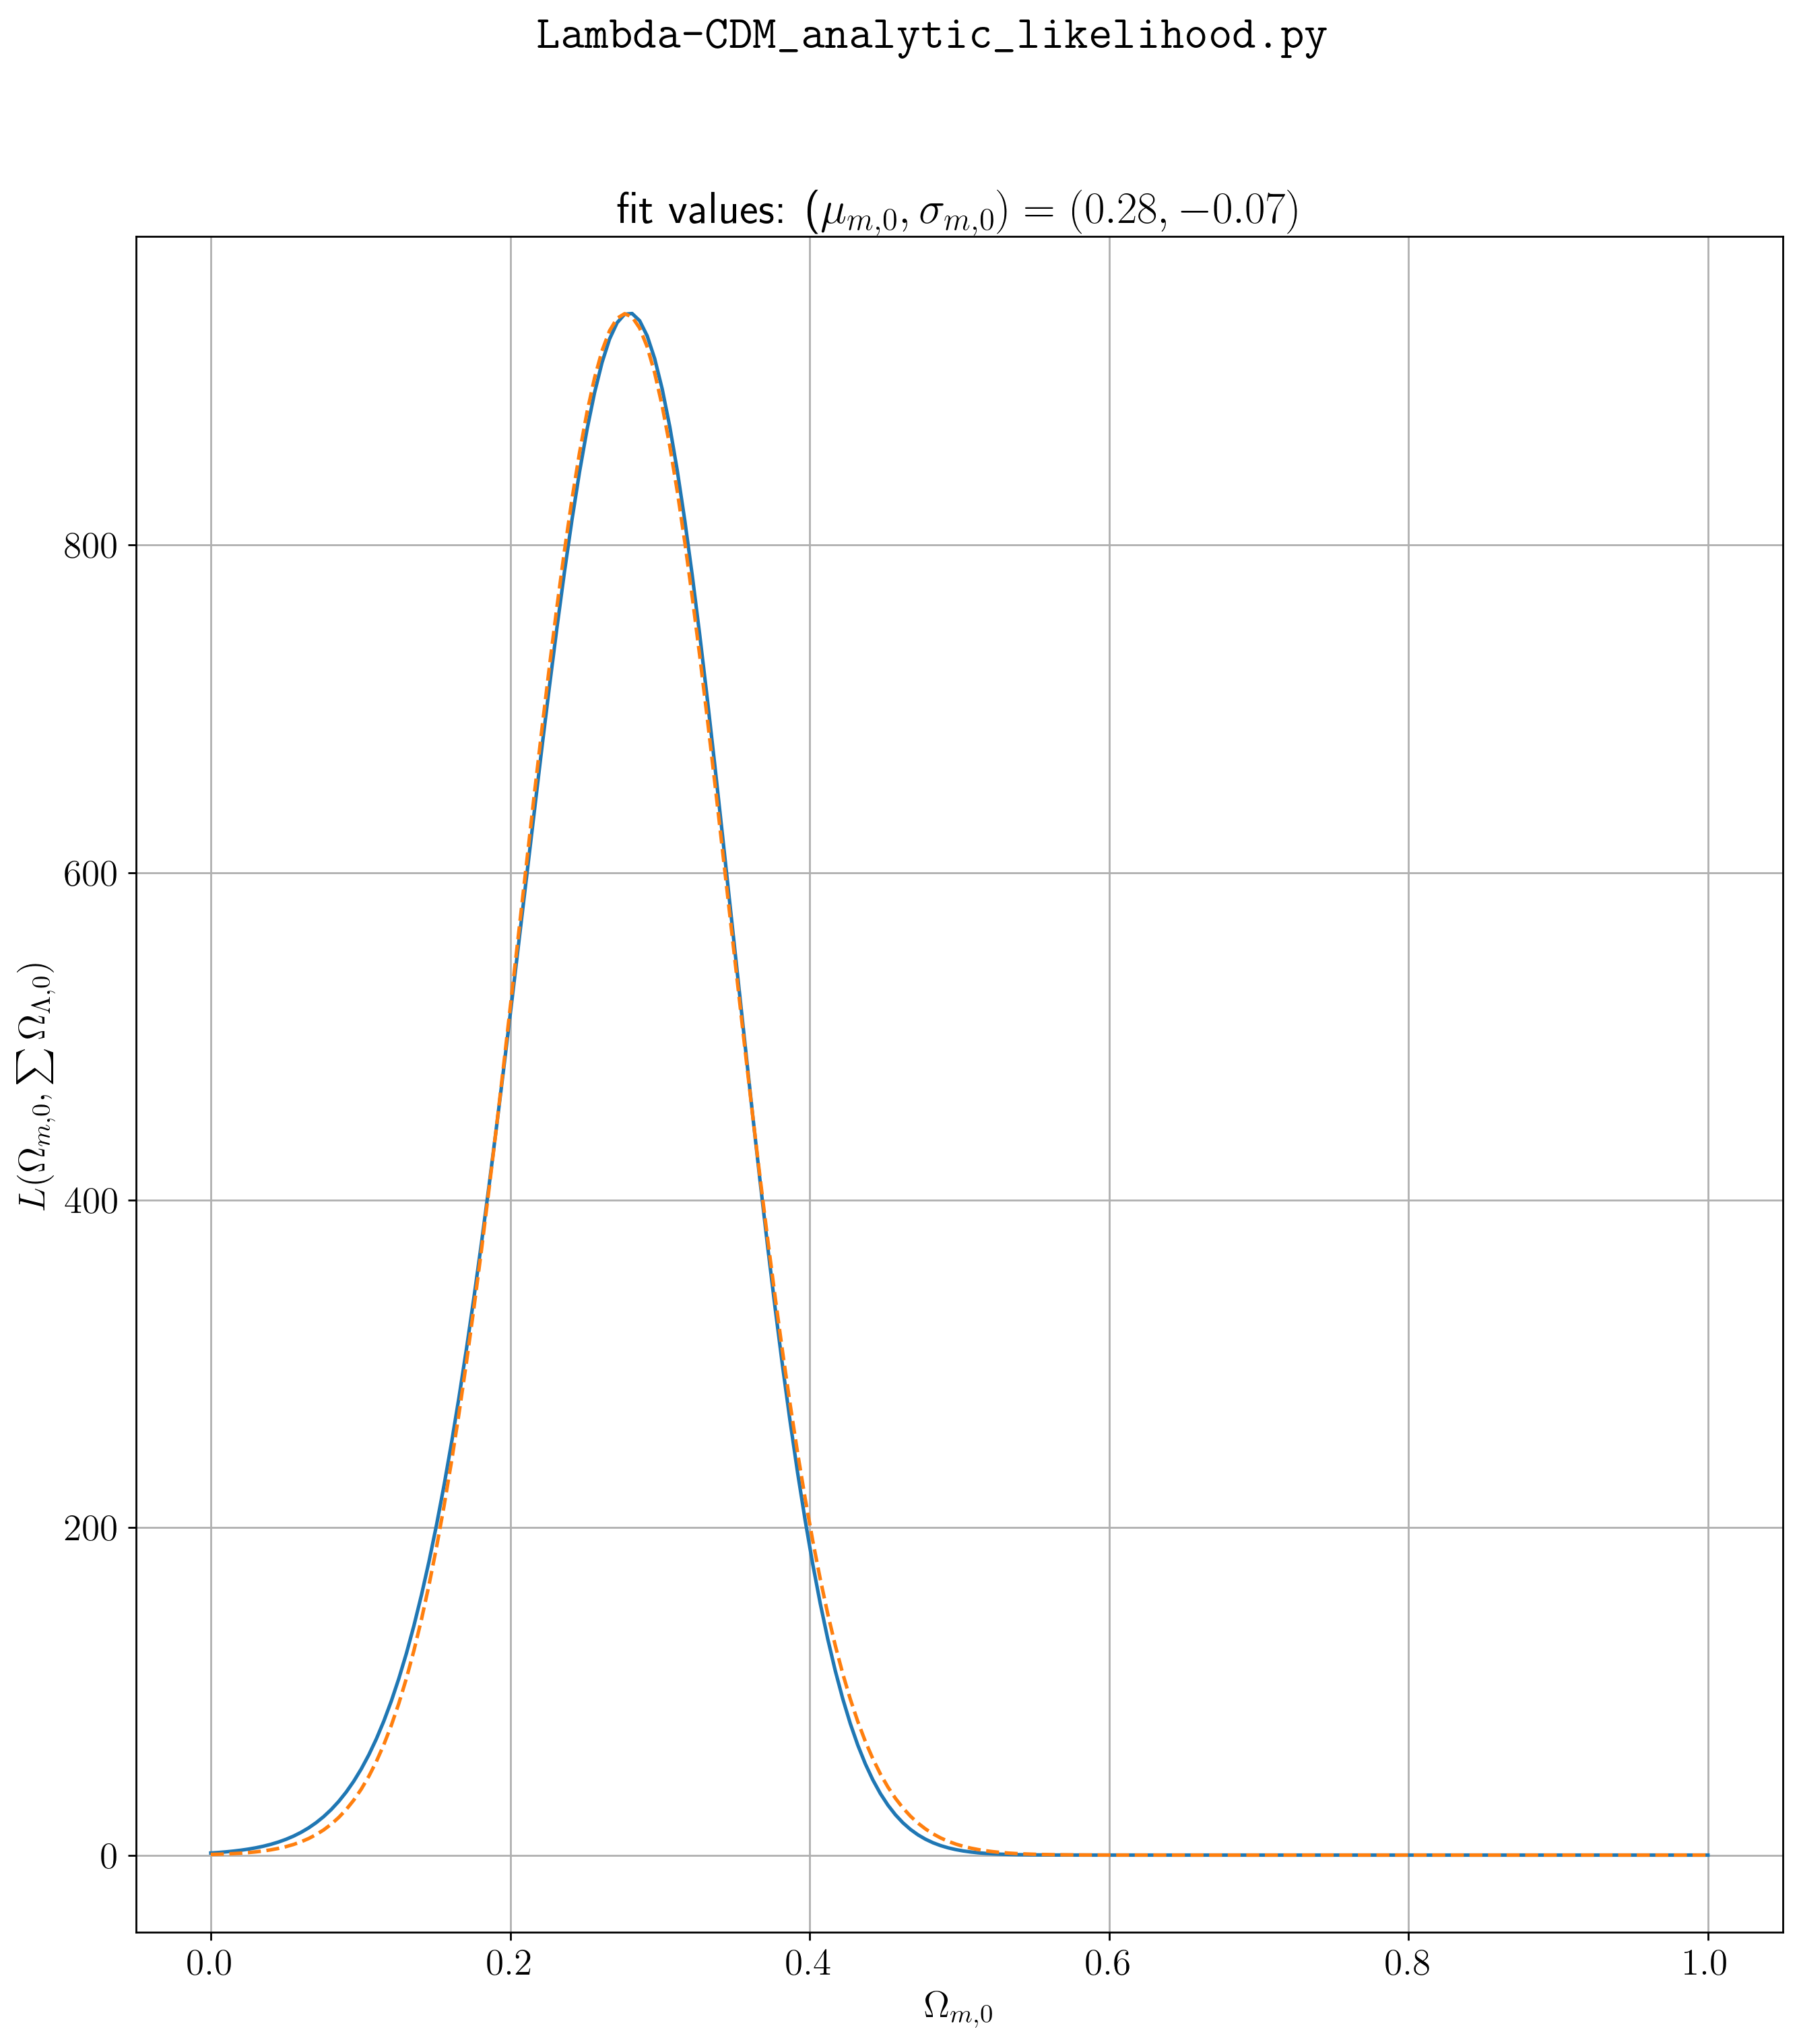 Lambda-CDM_analytic_likelihood.py
fit values: (μ_{m,0}, σ_{m,0}) = (0.28, −0.07)
L(Ω_{m,0}, ∑ Ω_{Λ,0})
800
600
400
200
0
0.0 0.2 0.4 0.6 0.8 1.0
Ω_{m,0}